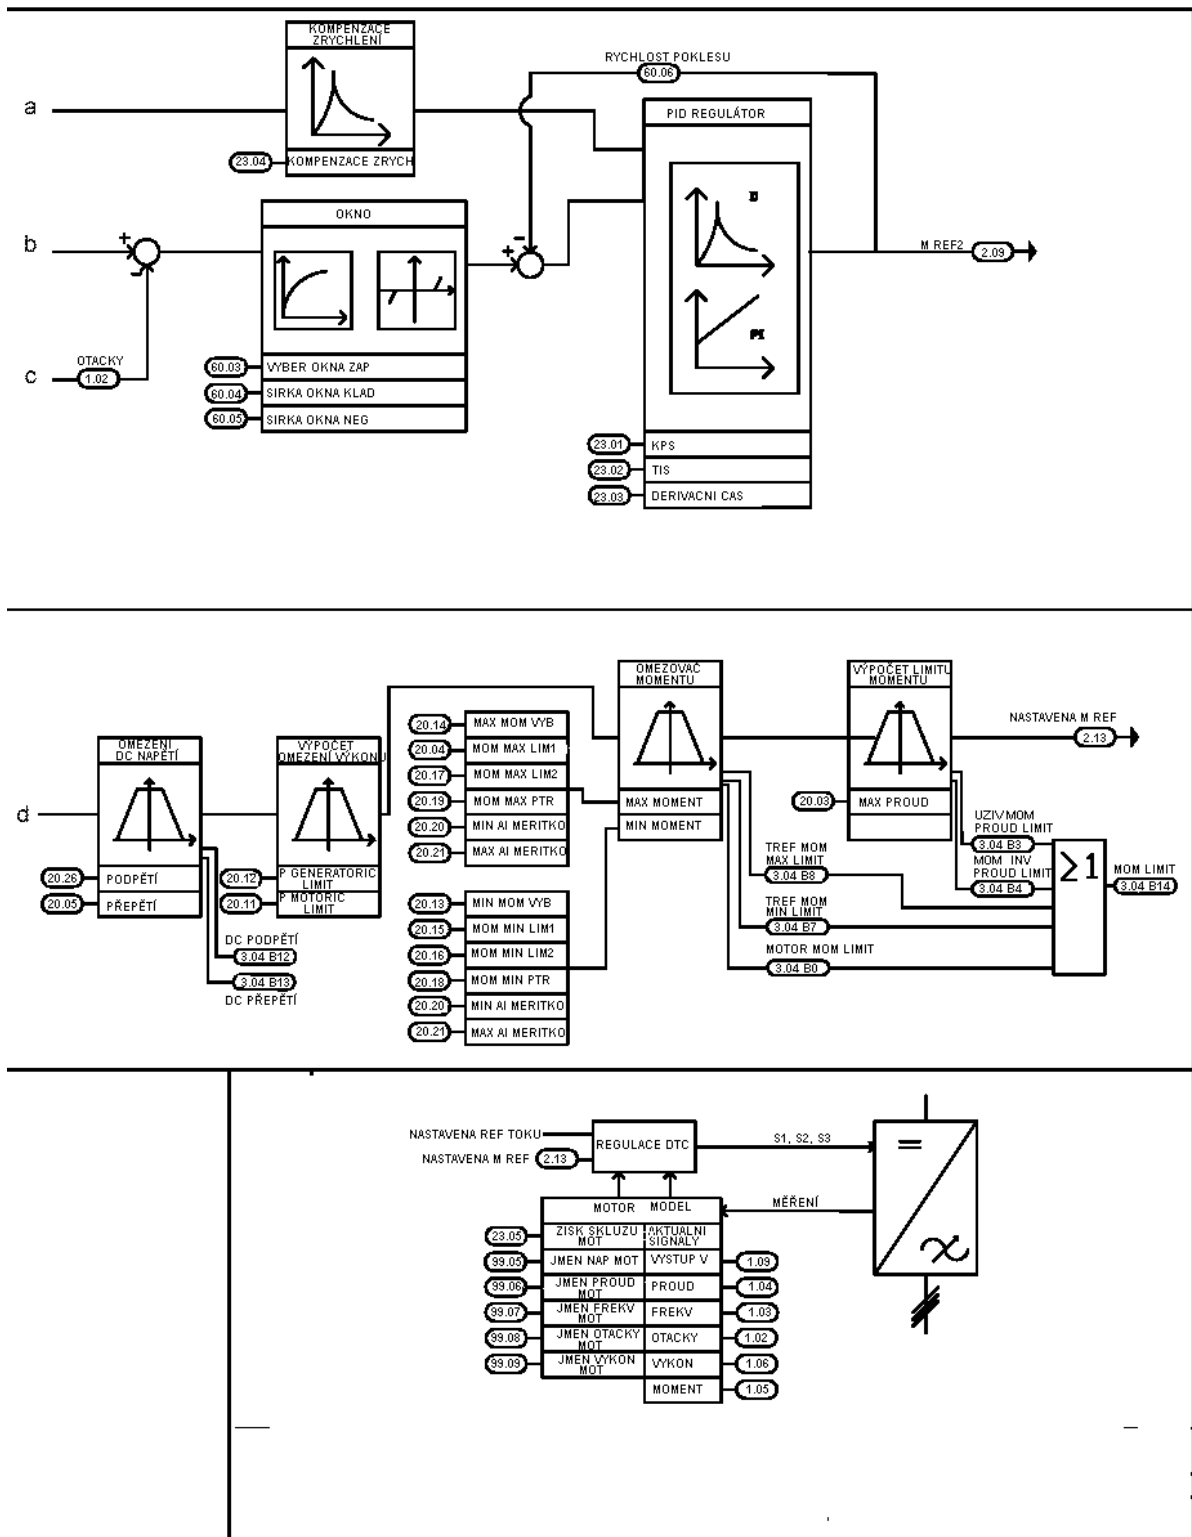 KOMPENZACE
ZRYCHLENÍ
RYCHLOST POKLESU
60.06
a
PID REGULÁTOR
23.04
KOMPENZACE ZRYCH
D
OKNO
b
+
-
+
-
M REF2
2.09
PI
OTACKY
c
1.02
60.03
VYBER OKNA ZAP
60.04
SIRKA OKNA KLAD
60.05
SIRKA OKNA NEG
23.01
KPS
23.02
TIS
23.03
DERIVACNI CAS
OMEZOVAČ
MOMENTU
VÝPOČET LIMITU
MOMENTU
NASTAVENA M REF
2.13
OMEZENÍ
DC NAPĚTÍ
VÝPOČET
OMEZENÍ VÝKONU
20.14
MAX MOM VYB
20.04
MOM MAX LIM1
20.17
MOM MAX LIM2
20.19
MOM MAX PTR
20.20
MIN AI MERITKO
20.21
MAX AI MERITKO
MAX MOMENT
MIN MOMENT
20.03
MAX PROUD
d
UZIV MOM
PROUD LIMIT
3.04 B3
MOM INV
PROUD LIMIT
3.04 B4
∑1
MOM LIMIT
3.04 B14
TREF MOM
MAX LIMIT
3.04 B8
TREF MOM
MIN LIMIT
3.04 B7
MOTOR MOM LIMIT
3.04 B0
20.26
PODPĚTÍ
20.05
PŘEPĚTÍ
20.12
P GENERATORIC
LIMIT
20.11
P MOTORIC
LIMIT
20.13
MIN MOM VYB
20.15
MOM MIN LIM1
20.16
MOM MIN LIM2
20.18
MOM MIN PTR
20.20
MIN AI MERITKO
20.21
MAX AI MERITKO
DC PODPĚTÍ
3.04 B12
3.04 B13
DC PŘEPĚTÍ
NASTAVENA REF TOKU
NASTAVENA M REF
2.13
REGULACE DTC
S1, S2, S3
=
MĚŘENÍ
MOTOR MODEL
23.05
ZISK SKLUZU
MOT
AKTUALNI
SIGNALY
99.05
JMEN NAP MOT
VYSTUP V
1.09
99.06
JMEN PROUD
MOT
PROUD
1.04
99.07
JMEN FREKV
MOT
FREKV
1.03
99.08
JMEN OTACKY
MOT
OTACKY
1.02
99.09
JMEN VYKON
MOT
VYKON
1.06
MOMENT
1.05